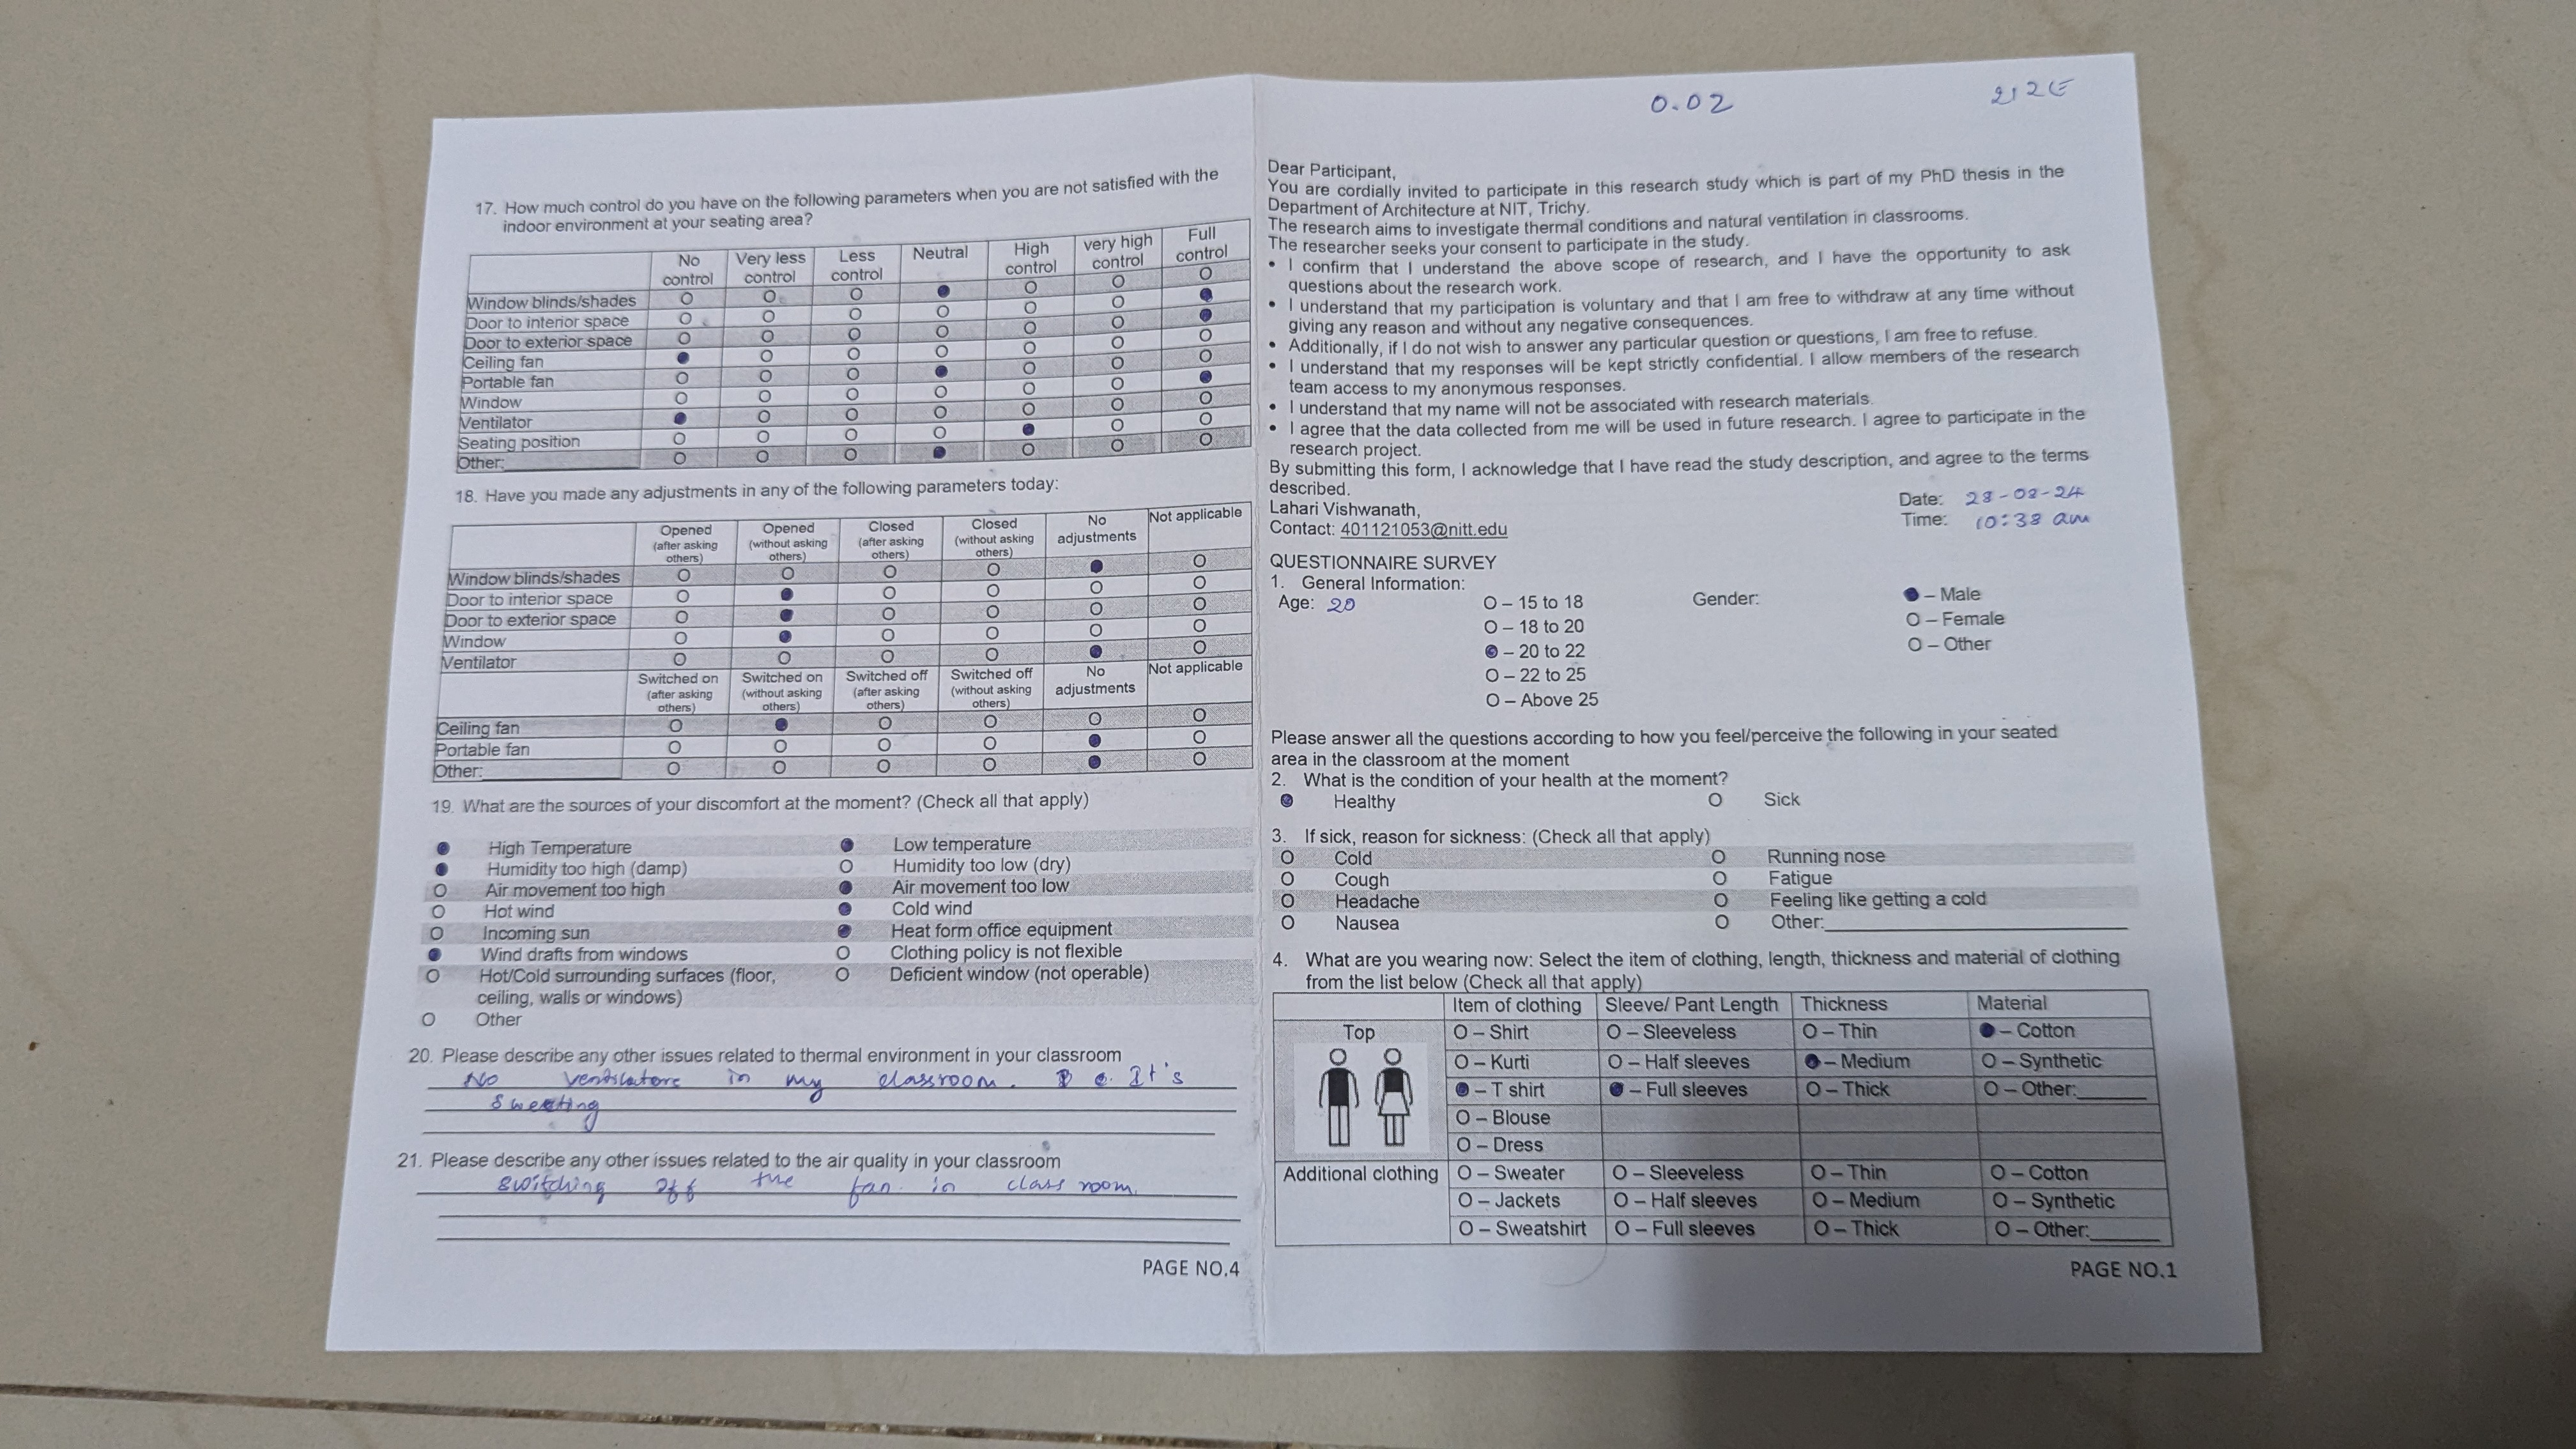 17. How much control do you have on the following parameters when you are not satisfied with the
indoor environment at your seating area?
No control Very less control Less control Neutral High control very high control Full control
Window blinds/shades O O O ● O O O
Door to interior space O O O O O O ●
Door to exterior space O O O O O O ●
Ceiling fan ● O O O O O O
Portable fan O O O ● O O O
Window O O O O O O ●
Ventilator ● O O O O O O
Seating position O O O O ● O O
Other:_____ O O O ● O O O
18. Have you made any adjustments in any of the following parameters today:
Opened (after asking others) Opened (without asking others) Closed (after asking others) Closed (without asking others) No adjustments Not applicable
Window blinds/shades O O O O ● O
Door to interior space O ● O O O O
Door to exterior space O ● O O O O
Window O ● O O O O
Ventilator O O O O ● O
Switched on (after asking others) Switched on (without asking others) Switched off (after asking others) Switched off (without asking others) No adjustments Not applicable
Ceiling fan O ● O O O O
Portable fan O O O O ● O
Other:_____ O O O O ● O
19. What are the sources of your discomfort at the moment? (Check all that apply)
● High Temperature ● Low temperature
● Humidity too high (damp) O Humidity too low (dry)
O Air movement too high ● Air movement too low
O Hot wind ● Cold wind
O Incoming sun ● Heat form office equipment
● Wind drafts from windows O Clothing policy is not flexible
O Hot/Cold surrounding surfaces (floor, O Deficient window (not operable)
ceiling, walls or windows)
O Other
20. Please describe any other issues related to thermal environment in your classroom
No ventilators in my classroom. It's
sweating
21. Please describe any other issues related to the air quality in your classroom
switching off the fan in class room.
PAGE NO.4
0.02 212E
Dear Participant,
You are cordially invited to participate in this research study which is part of my PhD thesis in the
Department of Architecture at NIT, Trichy.
The research aims to investigate thermal conditions and natural ventilation in classrooms.
The researcher seeks your consent to participate in the study.
• I confirm that I understand the above scope of research, and I have the opportunity to ask
questions about the research work.
• I understand that my participation is voluntary and that I am free to withdraw at any time without
giving any reason and without any negative consequences.
• Additionally, if I do not wish to answer any particular question or questions, I am free to refuse.
• I understand that my responses will be kept strictly confidential. I allow members of the research
team access to my anonymous responses.
• I understand that my name will not be associated with research materials.
• I agree that the data collected from me will be used in future research. I agree to participate in the
research project.
By submitting this form, I acknowledge that I have read the study description, and agree to the terms
described.
Lahari Vishwanath,
Contact: 401121053@nitt.edu
Date: 28-08-24
Time: 10:38 am
QUESTIONNAIRE SURVEY
1. General Information:
Age: 20 O – 15 to 18 Gender: ● – Male
O – 18 to 20 O – Female
● – 20 to 22 O – Other
O – 22 to 25
O – Above 25
Please answer all the questions according to how you feel/perceive the following in your seated
area in the classroom at the moment
2. What is the condition of your health at the moment?
● Healthy O Sick
3. If sick, reason for sickness: (Check all that apply)
O Cold O Running nose
O Cough O Fatigue
O Headache O Feeling like getting a cold
O Nausea O Other:_____
4. What are you wearing now: Select the item of clothing, length, thickness and material of clothing
from the list below (Check all that apply)
Item of clothing Sleeve/ Pant Length Thickness Material
Top O – Shirt O – Sleeveless O – Thin ● – Cotton
O – Kurti O – Half sleeves ● – Medium O – Synthetic
● – T shirt ● – Full sleeves O – Thick O – Other:_____
O – Blouse
O – Dress
Additional clothing O – Sweater O – Sleeveless O – Thin O – Cotton
O – Jackets O – Half sleeves O – Medium O – Synthetic
O – Sweatshirt O – Full sleeves O – Thick O – Other:_____
PAGE NO.1